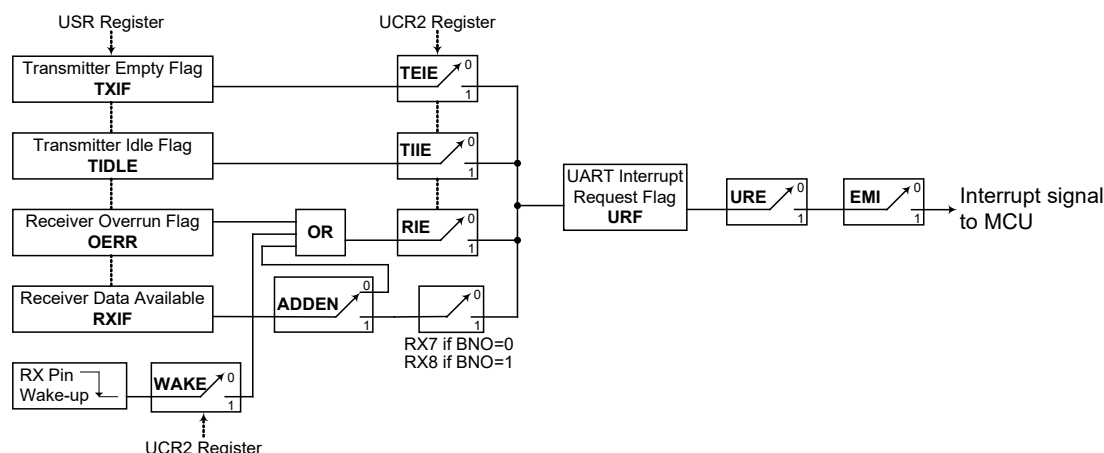 USR Register
UCR2 Register
Transmitter Empty Flag
TXIF
TEIE
0
1
Transmitter Idle Flag
TIDLE
TIIE
0
1
UART Interrupt
Request Flag
URF
URE
0
1
EMI
0
1
Interrupt signal
to MCU
Receiver Overrun Flag
OERR
OR
RIE
0
1
Receiver Data Available
RXIF
ADDEN
0
1
0
1
RX7 if BNO=0
RX8 if BNO=1
RX Pin
Wake-up
WAKE
0
1
UCR2 Register